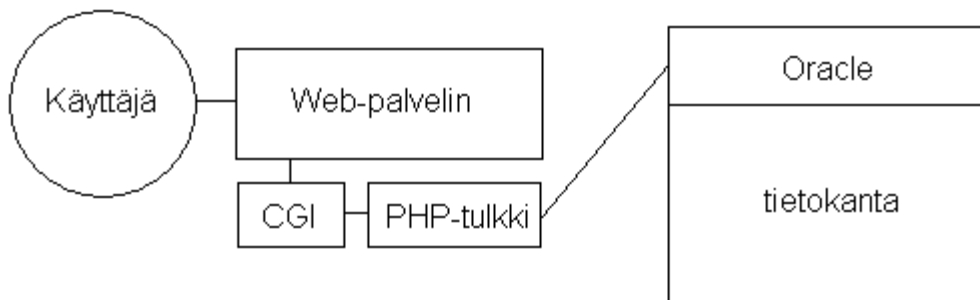 Käyttäjä
Web-palvelin
CGI
PHP-tulkki
Oracle
tietokanta